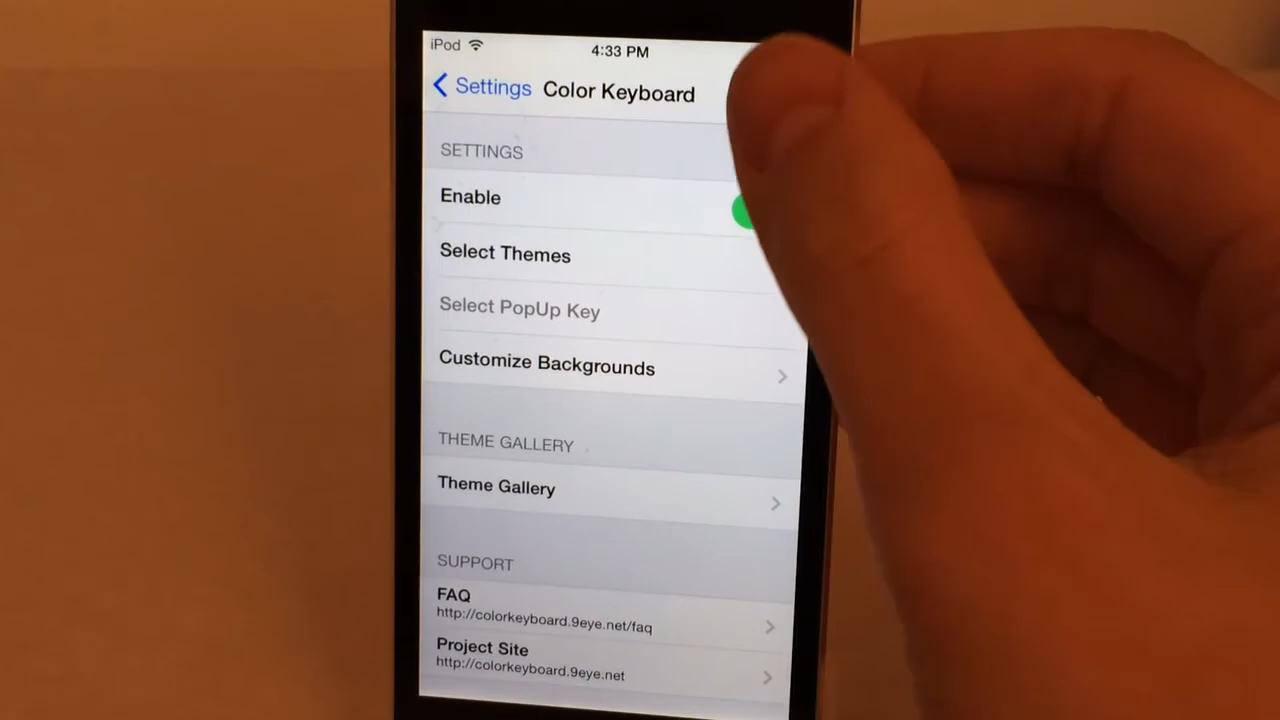 iPod 4:33 PM
Settings Color Keyboard
SETTINGS
Enable
Select Themes
Select PopUp Key
Customize Backgrounds
THEME GALLERY
Theme Gallery
SUPPORT
FAQ
http://colorkeyboard.9eye.net/faq
Project Site
http://colorkeyboard.9eye.net